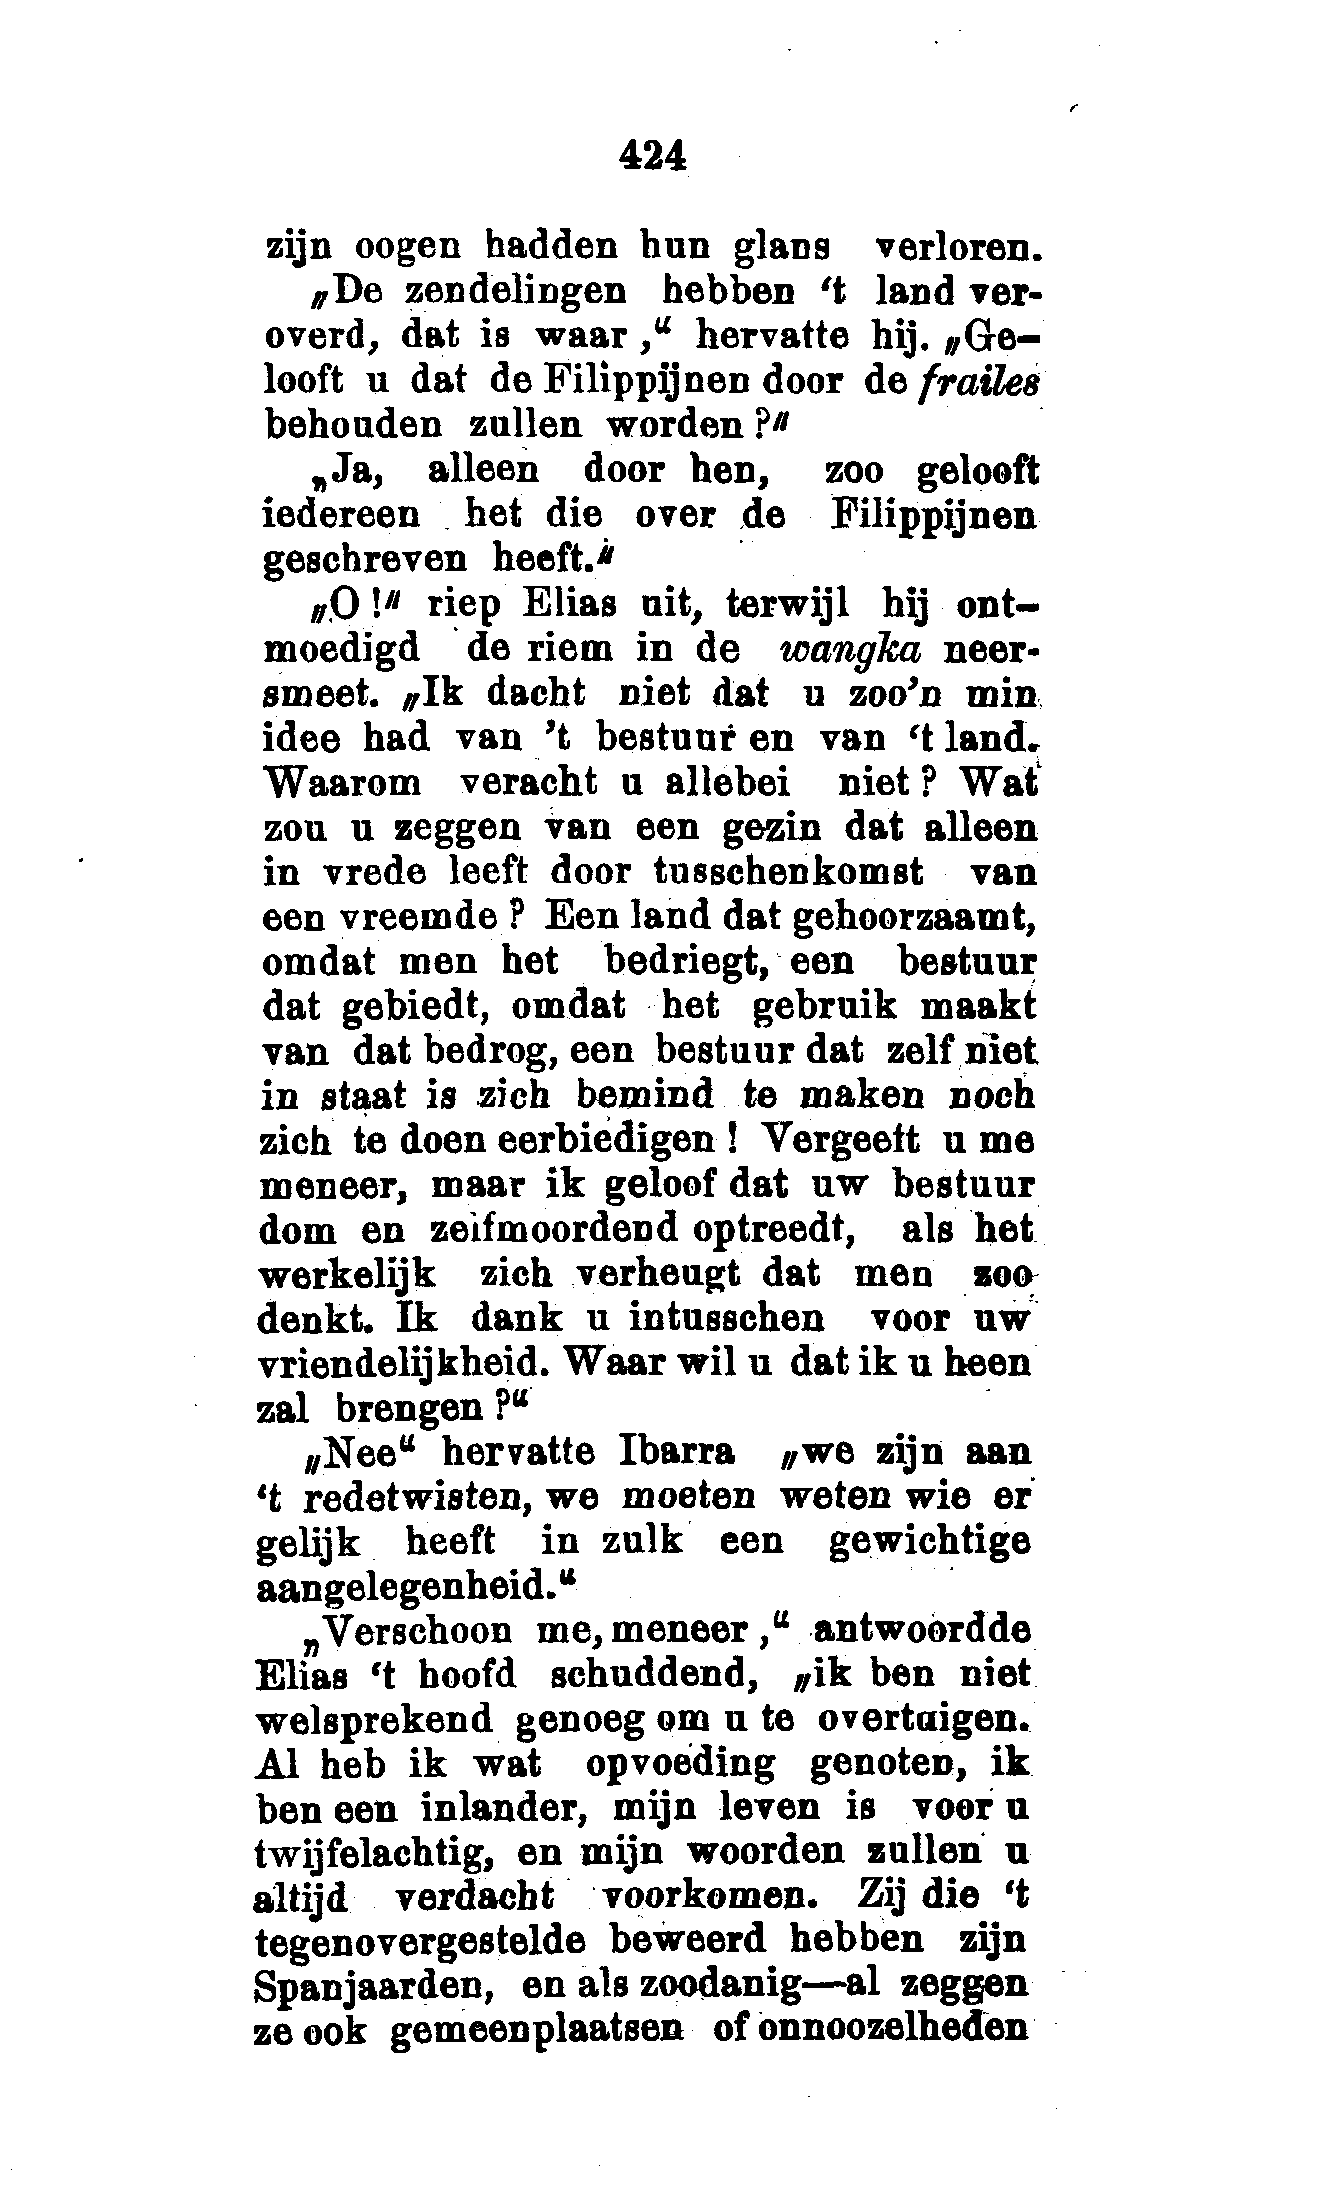 424
zijn oogen hadden hun glans verloren.
„De zendelingen hebben ‘t land ver-
overd, dat is waar,“ hervatte hij. „Ge-
looft u dat de Filippijnen door de frailes
behouden zullen worden?"
„Ja, alleen door hen, zoo gelooft
iedereen het die over de Filippijnen
geschreven heeft."
„O!" riep Elias uit, terwijl hij ont-
moedigd de riem in de wangka neer-
smeet. „Ik dacht niet dat u zoo’n min
idee had van ’t bestuur en van ‘t land.
Waarom veracht u allebei niet? Wat
zou u zeggen van een gezin dat alleen
in vrede leeft door tusschenkomst van
een vreemde? Een land dat gehoorzaamt,
omdat men het bedriegt, een bestuur
dat gebiedt, omdat het gebruik maakt
van dat bedrog, een bestuur dat zelf niet
in staat is zich bemind te maken noch
zich te doen eerbiedigen! Vergeeft u me
meneer, maar ik geloof dat uw bestuur
dom en zelfmoordend optreedt, als het
werkelijk zich verheugt dat men zoo
denkt. Ik dank u intusschen voor uw
vriendelijkheid. Waar wil u dat ik u heen
zal brengen?“
„Nee“ hervatte Ibarra „we zijn aan
‘t redetwisten, we moeten weten wie er
gelijk heeft in zulk een gewichtige
aangelegenheid.“
„Verschoon me, meneer,“ antwoordde
Elias ‘t hoofd schuddend, „ik ben niet
welsprekend genoeg om u te overtuigen.
Al heb ik wat opvoeding genoten, ik
ben een inlander, mijn leven is voor u
twijfelachtig, en mijn woorden zullen u
altijd verdacht voorkomen. Zij die ‘t
tegenovergestelde beweerd hebben zijn
Spanjaarden, en als zoodanig—al zeggen
ze ook gemeenplaatsen of onnoozelheden